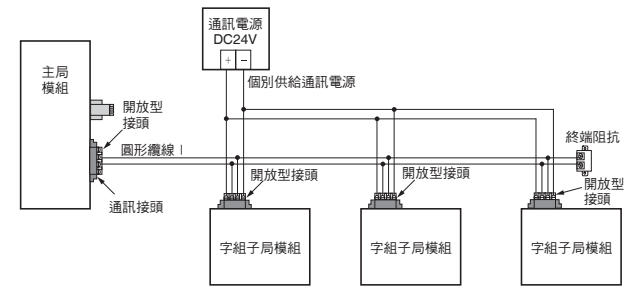 通訊電源
DC24V
+ −
個別供給通訊電源
主局
模組
開放型
接頭
圓形纜線 I
通訊接頭
終端阻抗
開放型接頭
開放型接頭
開放型
接頭
字組子局模組
字組子局模組
字組子局模組